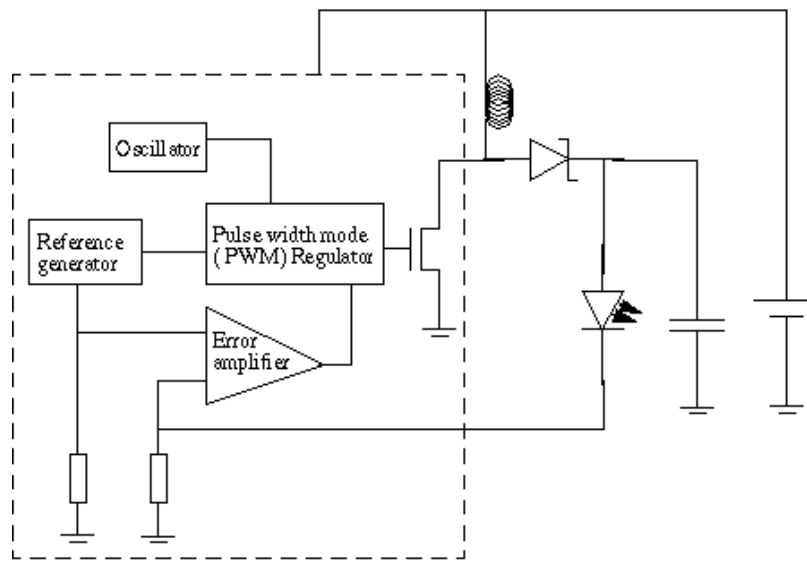 Oscillator
Reference
generator
Pulse width mode
( PWM) Regulator
Error
amplifier